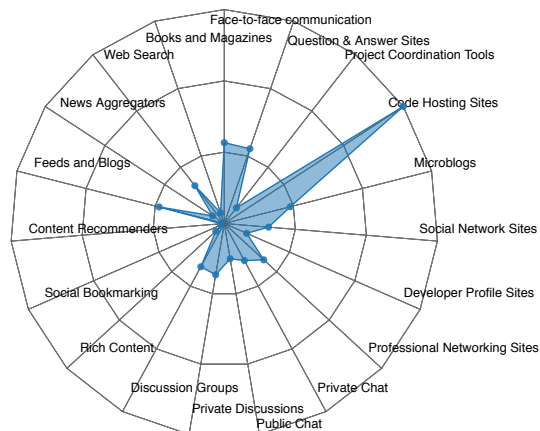 Face-to-face communication
Books and Magazines
Question & Answer Sites
Web Search
Project Coordination Tools
News Aggregators
Code Hosting Sites
Feeds and Blogs
Microblogs
Content Recommenders
Social Network Sites
Social Bookmarking
Developer Profile Sites
Rich Content
Professional Networking Sites
Discussion Groups
Private Chat
Private Discussions
Public Chat